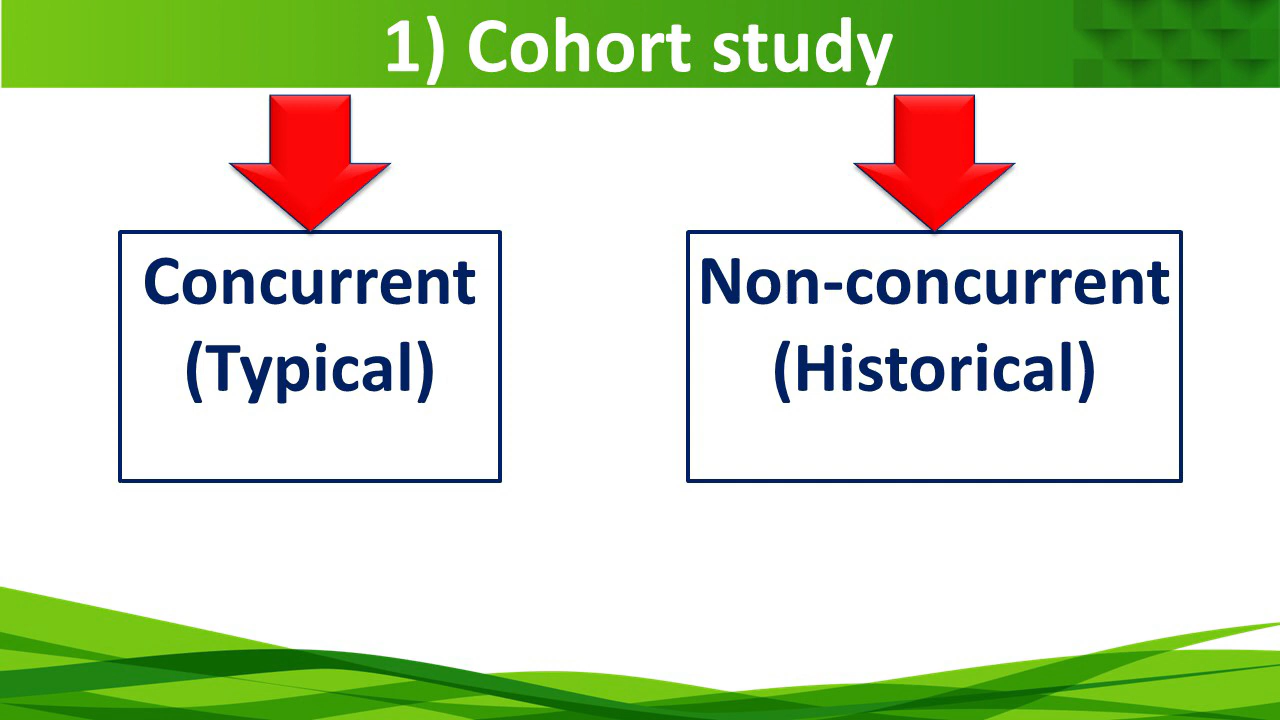 1) Cohort study
Concurrent
(Typical)
Non-concurrent
(Historical)